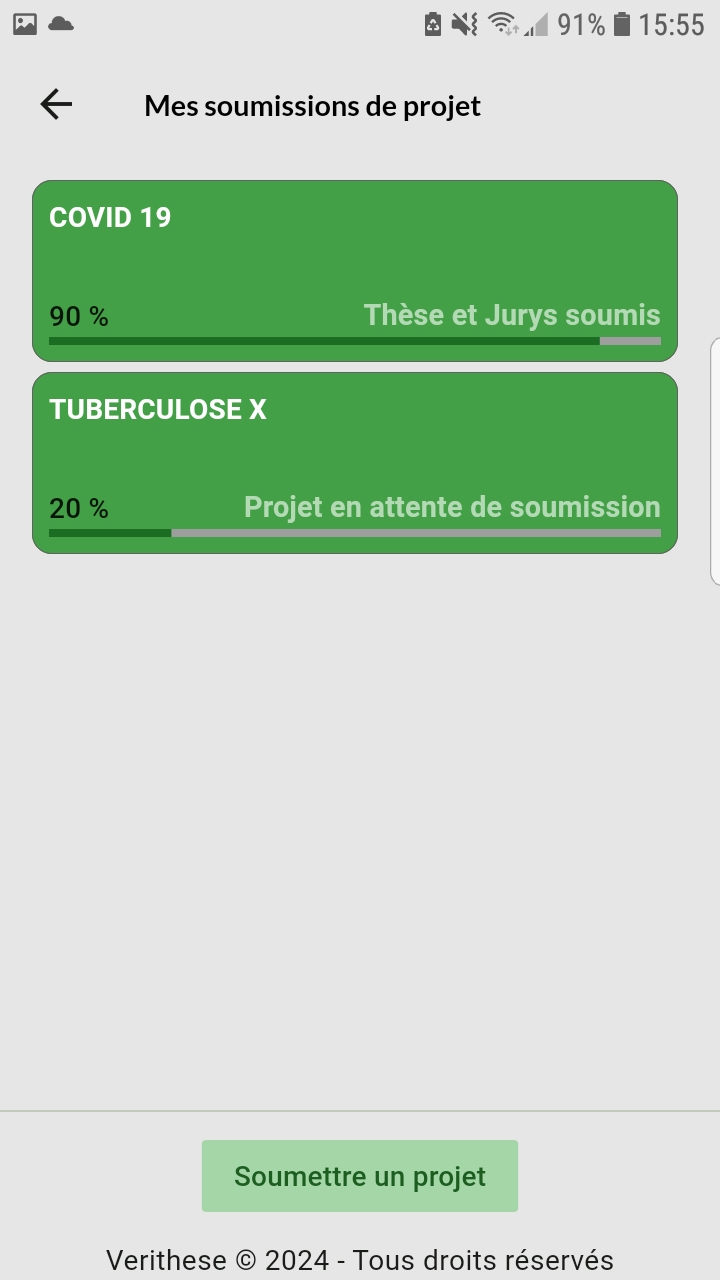 91% 15:55
Mes soumissions de projet
COVID 19
90 % Thèse et Jurys soumis
TUBERCULOSE X
20 % Projet en attente de soumission
Soumettre un projet
Verithese © 2024 - Tous droits réservés